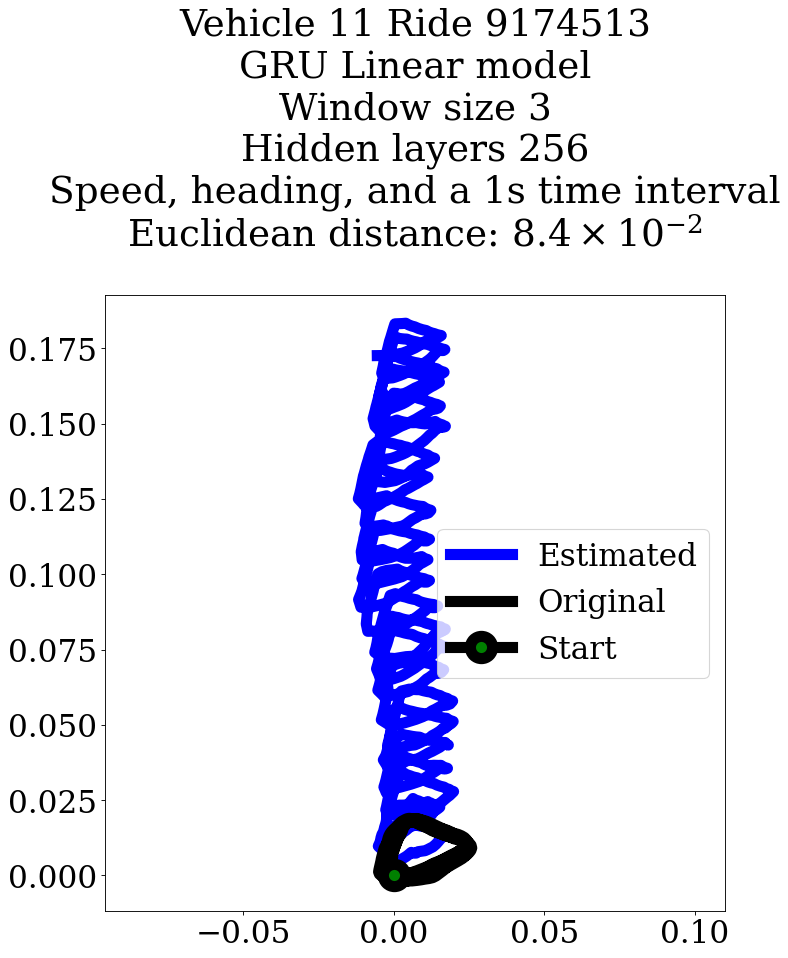 Vehicle 11 Ride 9174513
GRU Linear model
Window size 3
Hidden layers 256
Speed, heading, and a 1s time interval
Euclidean distance: 8.4 × 10⁻²
0.175
0.150
0.125
0.100
0.075
0.050
0.025
0.000
Estimated
Original
Start
−0.05
0.00
0.05
0.10